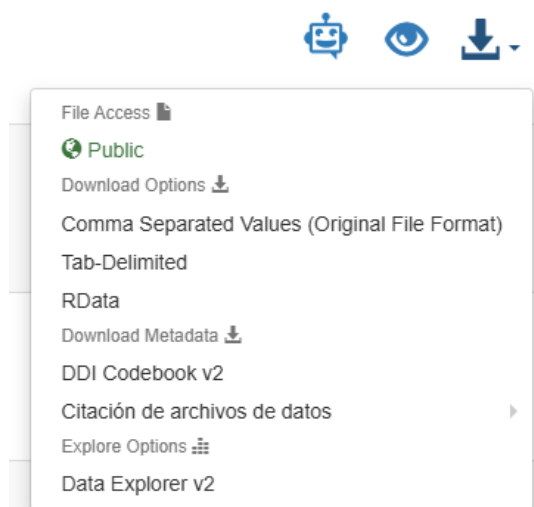 File Access
Public
Download Options
Comma Separated Values (Original File Format)
Tab-Delimited
RData
Download Metadata
DDI Codebook v2
Citación de archivos de datos
Explore Options
Data Explorer v2